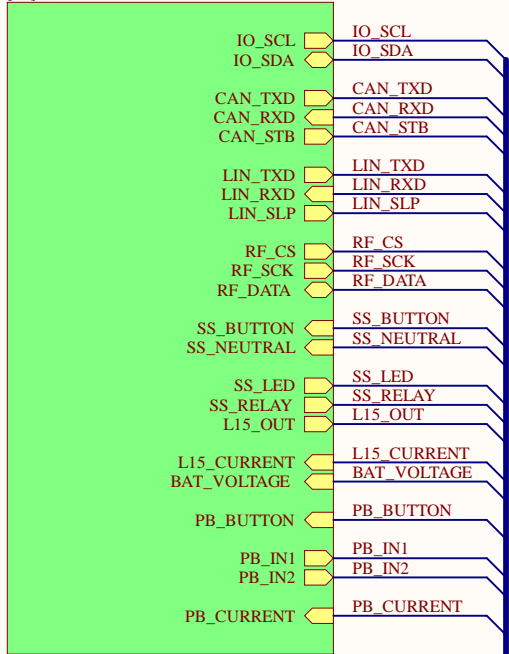 IO_SCL IO_SCL
IO_SDA IO_SDA
CAN_TXD CAN_TXD
CAN_RXD CAN_RXD
CAN_STB CAN_STB
LIN_TXD LIN_TXD
LIN_RXD LIN_RXD
LIN_SLP LIN_SLP
RF_CS RF_CS
RF_SCK RF_SCK
RF_DATA RF_DATA
SS_BUTTON SS_BUTTON
SS_NEUTRAL SS_NEUTRAL
SS_LED SS_LED
SS_RELAY SS_RELAY
L15_OUT L15_OUT
L15_CURRENT L15_CURRENT
BAT_VOLTAGE BAT_VOLTAGE
PB_BUTTON PB_BUTTON
PB_IN1 PB_IN1
PB_IN2 PB_IN2
PB_CURRENT PB_CURRENT